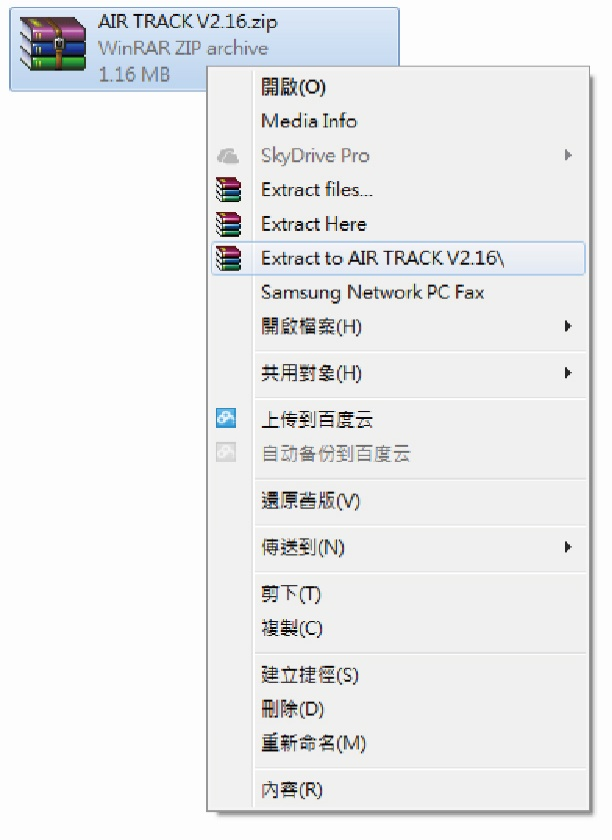 AIR TRACK V2.16.zip
WinRAR ZIP archive
1.16 MB
開啟(O)
Media Info
SkyDrive Pro
Extract files...
Extract Here
Extract to AIR TRACK V2.16\
Samsung Network PC Fax
開啟檔案(H)
共用對象(H)
上传到百度云
自动备份到百度云
還原舊版(V)
傳送到(N)
剪下(T)
複製(C)
建立捷徑(S)
刪除(D)
重新命名(M)
內容(R)